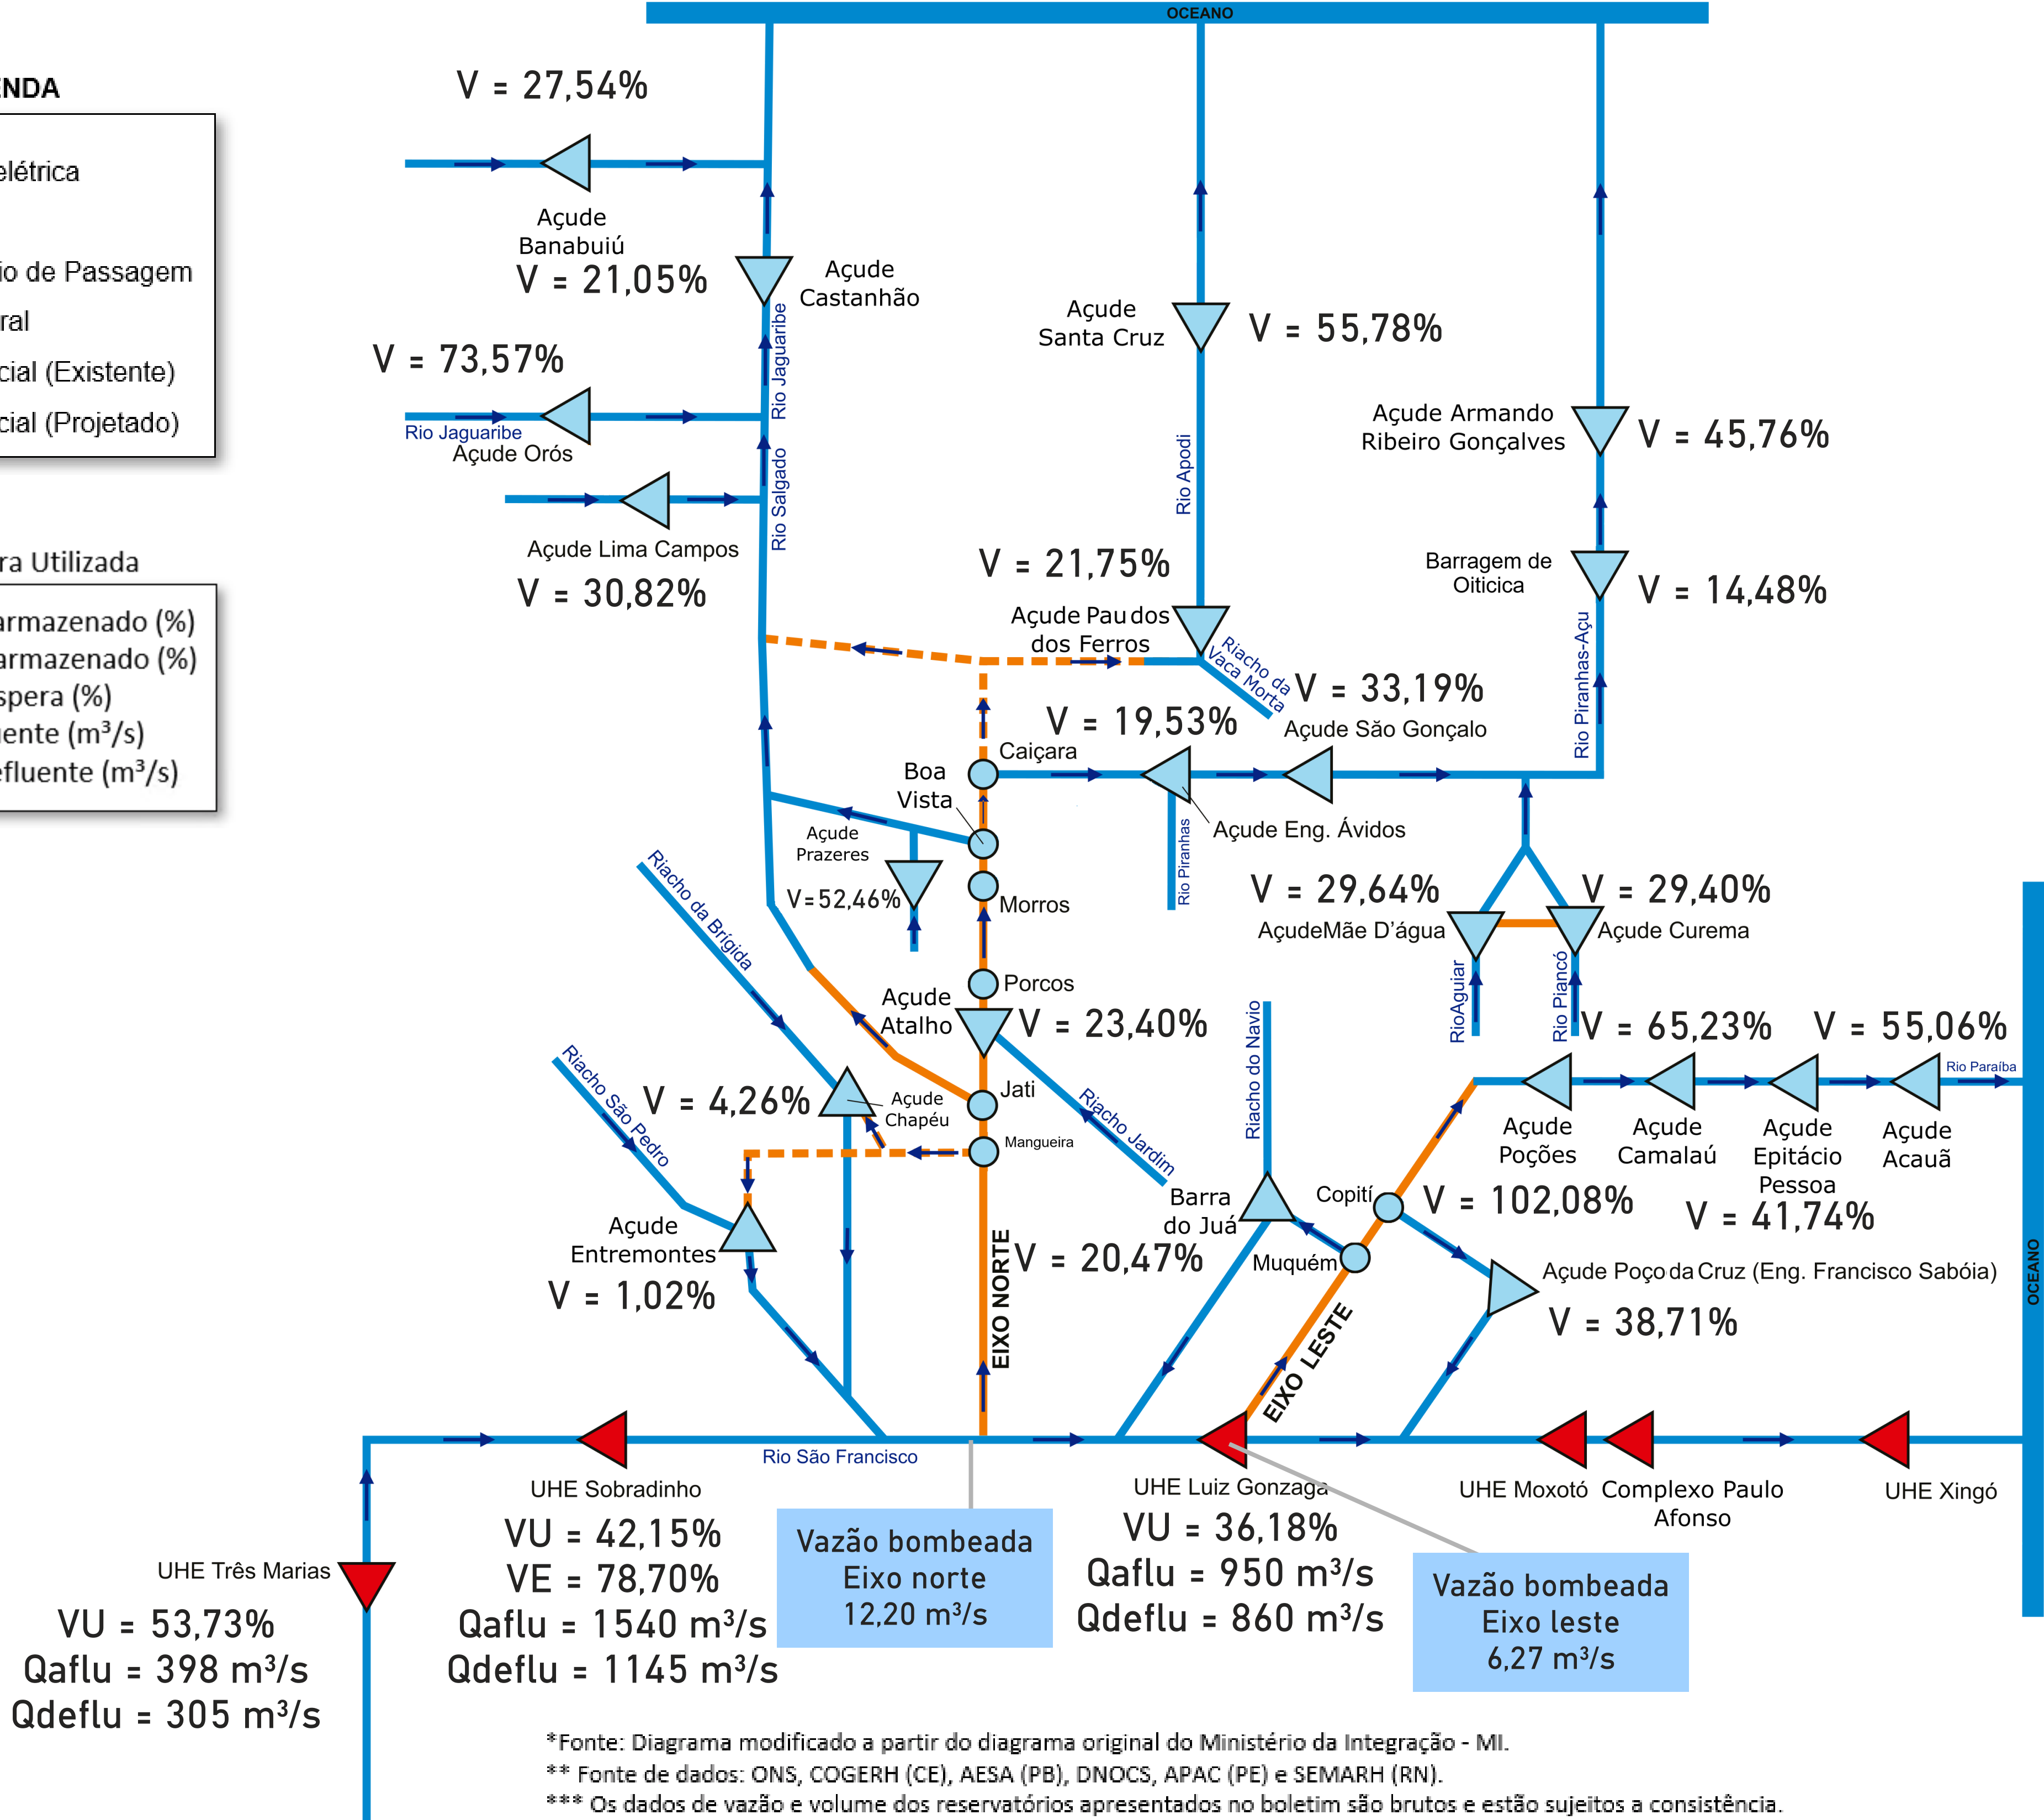 OCEANO
ENDA
elétrica
io de Passagem
ral
cial (Existente)
cial (Projetado)
ra Utilizada
armazenado (%)
armazenado (%)
spera (%)
uente (m³/s)
efluente (m³/s)
V = 27,54%
Açude
Banabuiú
V = 21,05%
Açude
Castanhão
Rio Jaguaribe
V = 73,57%
Rio Jaguaribe
Açude Orós
Rio Salgado
Açude Lima Campos
V = 30,82%
Açude
Santa Cruz
V = 55,78%
Rio Apodi
Açude Armando
Ribeiro Gonçalves
V = 45,76%
Barragem de
Oiticica
V = 14,48%
Rio Piranhas-Açu
V = 21,75%
Açude Pau dos
dos Ferros
Riacho da
Vaca Morta
V = 33,19%
Açude São Gonçalo
V = 19,53%
Caiçara
Boa
Vista
Açude Eng. Ávidos
Rio Piranhas
Açude
Prazeres
V= 52,46%
Morros
Riacho da Brígida
V = 29,64%
AçudeMãe D'água
V = 29,40%
Açude Curema
RioAguiar
Rio Piancó
Porcos
Açude
Atalho
V = 23,40%
Riacho do Navio
V = 65,23%
V = 55,06%
Rio Paraíba
Riacho São Pedro
V = 4,26%
Açude
Chapéu
Jati
Mangueira
Riacho Jardim
Açude
Poções
Açude
Camalaú
Açude
Epitácio
Pessoa
Açude
Acauã
Barra
do Juá
Copití
V = 102,08%
V = 41,74%
Açude
Entremontes
V = 1,02%
EIXO NORTE
V = 20,47%
Muquém
Açude Poço da Cruz (Eng. Francisco Sabóia)
V = 38,71%
EIXO LESTE
OCEANO
Rio São Francisco
UHE Sobradinho
VU = 42,15%
VE = 78,70%
Qaflu = 1540 m³/s
Qdeflu = 1145 m³/s
Vazão bombeada
Eixo norte
12,20 m³/s
UHE Luiz Gonzaga
VU = 36,18%
Qaflu = 950 m³/s
Qdeflu = 860 m³/s
Vazão bombeada
Eixo leste
6,27 m³/s
UHE Moxotó
Complexo Paulo
Afonso
UHE Xingó
UHE Três Marias
VU = 53,73%
Qaflu = 398 m³/s
Qdeflu = 305 m³/s
*Fonte: Diagrama modificado a partir do diagrama original do Ministério da Integração - MI.
** Fonte de dados: ONS, COGERH (CE), AESA (PB), DNOCS, APAC (PE) e SEMARH (RN).
*** Os dados de vazão e volume dos reservatórios apresentados no boletim são brutos e estão sujeitos a consistência.